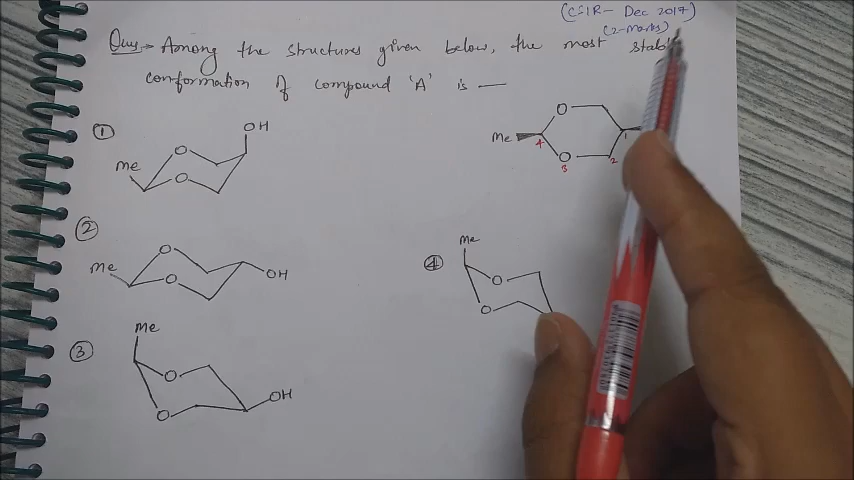 (CSIR- Dec 2017)
(2-Marks)
Ques → Among the structures given below, the most
conformation of compound 'A' is —
① OH
Me O
O
O
Me 4 1
O
3 2
②
O
Me O OH
④ Me
O
O
③ Me
O
O OH